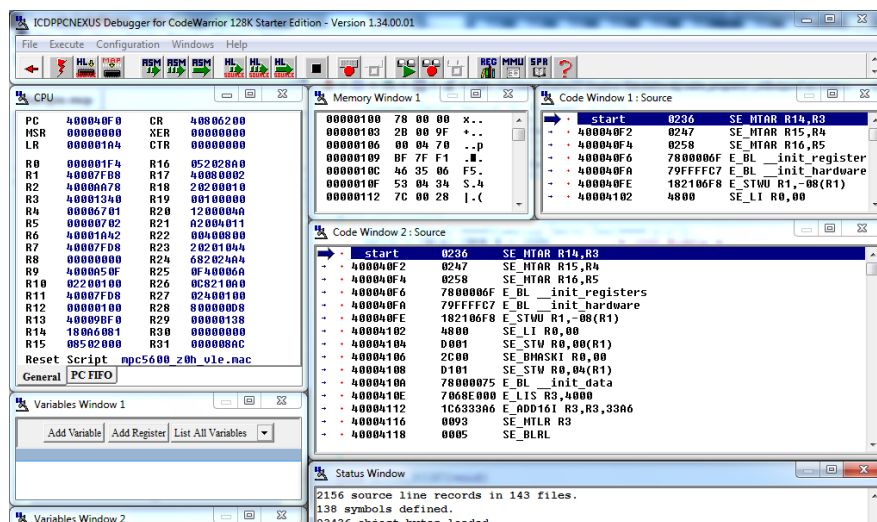 ICDPPCNEXUS Debugger for CodeWarrior 128K Starter Edition - Version 1.34.00.01
File Execute Configuration Windows Help
CPU
PC 400040F0 CR 40806200
MSR 00000000 XER 00000000
LR 000001A4 CTR 00000000
R0 000001F4 R16 052028A0
R1 40007FB8 R17 40080002
R2 4000AA78 R18 20200010
R3 40001340 R19 00100000
R4 00006701 R20 1200004A
R5 00000702 R21 A2004011
R6 40001A42 R22 00400800
R7 40007FD8 R23 20201044
R8 00000000 R24 682024A4
R9 4000A50F R25 0F40006A
R10 02200100 R26 0C8210A0
R11 40007FD8 R27 02400100
R12 00000100 R28 800000D8
R13 40009BF0 R29 00000138
R14 180A6081 R30 00000000
R15 08502000 R31 000008AC
Reset Script mpc5600_z0h_vle.mac
General PC FIFO
Memory Window 1
00000100 78 00 00 x..
00000103 2B 00 9F +..
00000106 00 04 70 ..p
00000109 BF 7F F1
0000010C 46 35 06 F5.
0000010F 53 04 34 S.4
00000112 7C 00 28 |.(
Code Window 1 : Source
start 0236 SE_MTAR R14,R3
400040F2 0247 SE_MTAR R15,R4
400040F4 0258 SE_MTAR R16,R5
400040F6 7800006F E_BL __init_register
400040FA 79FFFFC7 E_BL __init_hardware
400040FE 182106F8 E_STWU R1,-08(R1)
40004102 4800 SE_LI R0,00
Code Window 2 : Source
start 0236 SE_MTAR R14,R3
400040F2 0247 SE_MTAR R15,R4
400040F4 0258 SE_MTAR R16,R5
400040F6 7800006F E_BL __init_registers
400040FA 79FFFFC7 E_BL __init_hardware
400040FE 182106F8 E_STWU R1,-08(R1)
40004102 4800 SE_LI R0,00
40004104 D001 SE_STW R0,00(R1)
40004106 2C00 SE_BMASKI R0,00
40004108 D101 SE_STW R0,04(R1)
4000410A 78000075 E_BL __init_data
4000410E 7068E000 E_LIS R3,4000
40004112 1C6333A6 E_ADD16I R3,R3,33A6
40004116 0093 SE_MTLR R3
40004118 0005 SE_BLRL
Variables Window 1
Add Variable Add Register List All Variables
Variables Window 2
Status Window
2156 source line records in 143 files.
138 symbols defined.